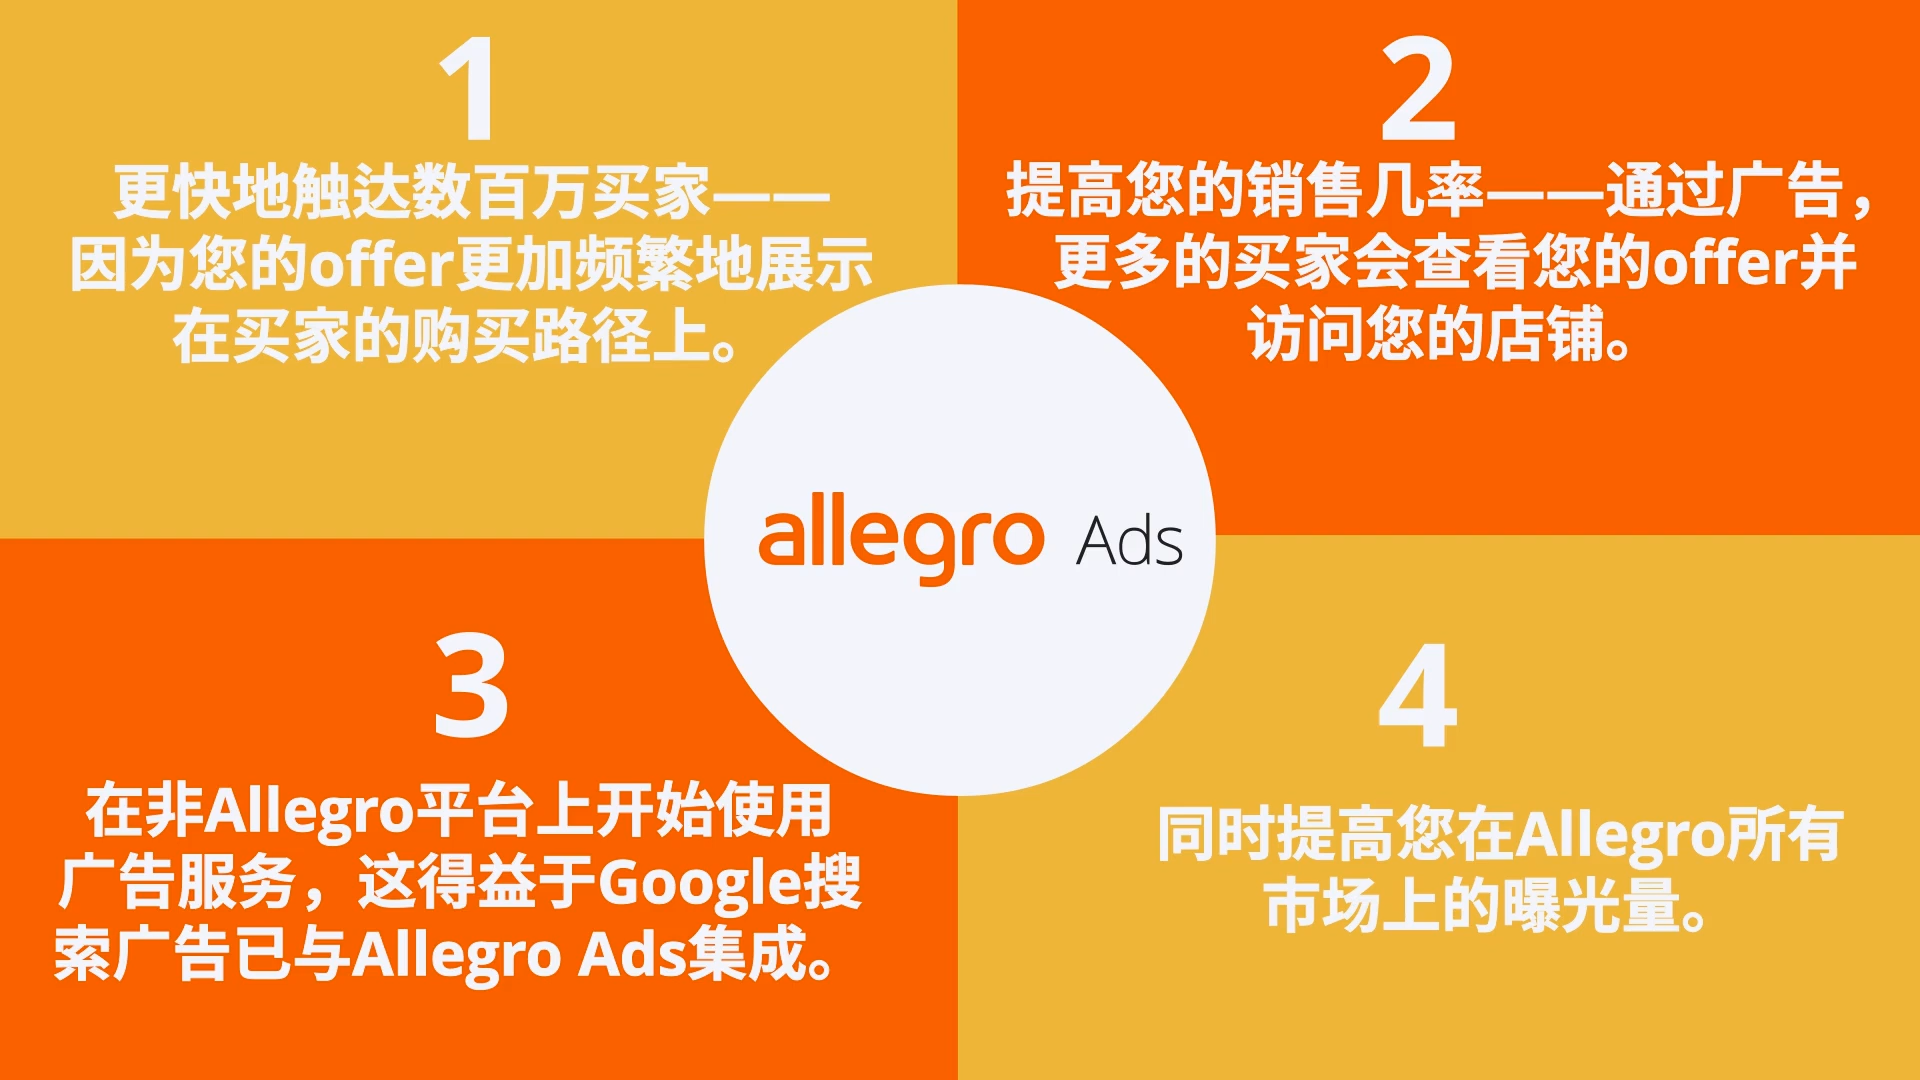 1
更快地触达数百万买家——
因为您的offer更加频繁地展示
在买家的购买路径上。
2
提高您的销售几率——通过广告，
更多的买家会查看您的offer并
访问您的店铺。
allegro Ads
3
在非Allegro平台上开始使用
广告服务，这得益于Google搜
索广告已与Allegro Ads集成。
4
同时提高您在Allegro所有
市场上的曝光量。